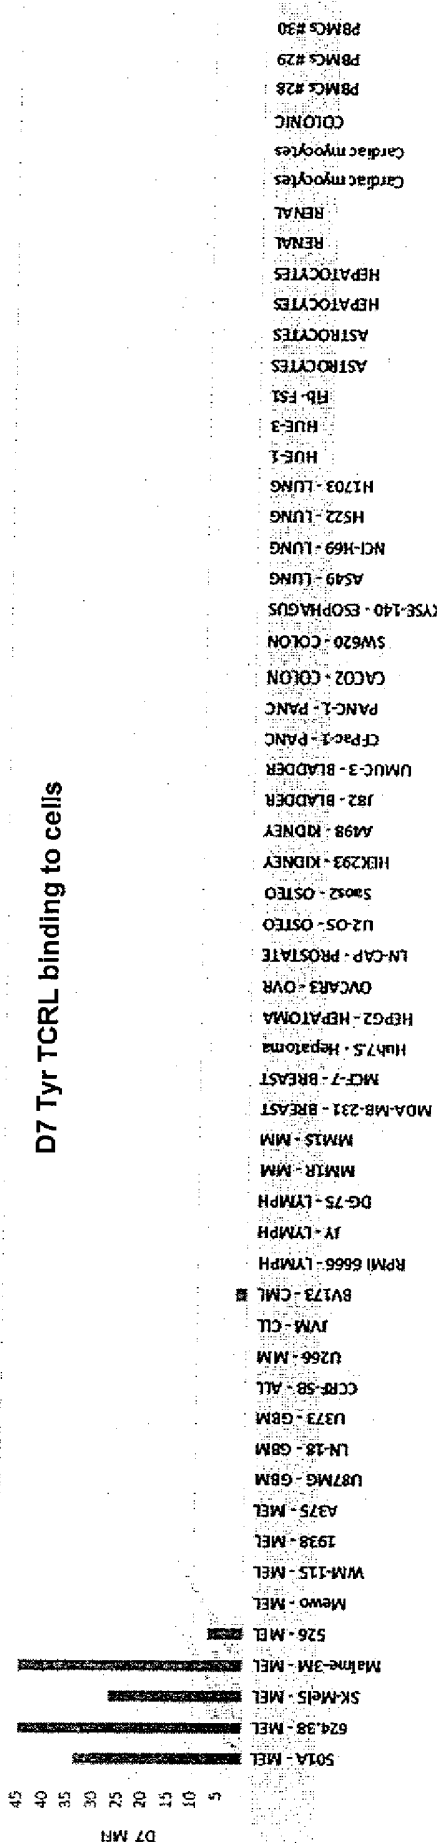 D7 Tyr TCRL binding to cells
D7 MFI
45
40
35
30
25
20
15
10
5
501A - MEL
624.38 - MEL
SK-Mel5 - MEL
Malme-3M - MEL
526 - MEL
Mewo - MEL
WM-115 - MEL
1938 - MEL
A375 - MEL
U87MG - GBM
LN-18 - GBM
U373 - GBM
CCRF-SB - ALL
U266 - MM
JVM - CLL
BV173 - CML
RPMI 6666 - LYMPH
JY - LYMPH
DG-75 - LYMPH
MM1R - MM
MM1S - MM
MDA-MB-231 - BREAST
MCF-7 - BREAST
Huh7.5 - Hepatoma
HEPG2 - HEPATOMA
OVCAR3 - OVR
LN-CAP - PROSTATE
U2-OS - OSTEO
Saos2 - OSTEO
HEK293 - KIDNEY
A498 - KIDNEY
J82 - BLADDER
UMUC-3 - BLADDER
CFPac-1 - PANC
PANC-1 - PANC
CACO2 - COLON
SW620 - COLON
KYSE-140 - ESOPHAGUS
A549 - LUNG
NCI-H69 - LUNG
H522 - LUNG
H1703 - LUNG
HUE-1
HUE-3
Fib- FS1
ASTROCYTES
ASTROCYTES
HEPATOCYTES
HEPATOCYTES
RENAL
RENAL
Cardiac myocytes
Cardiac myocytes
COLONIC
PBMCs #28
PBMCs #29
PBMCs #30